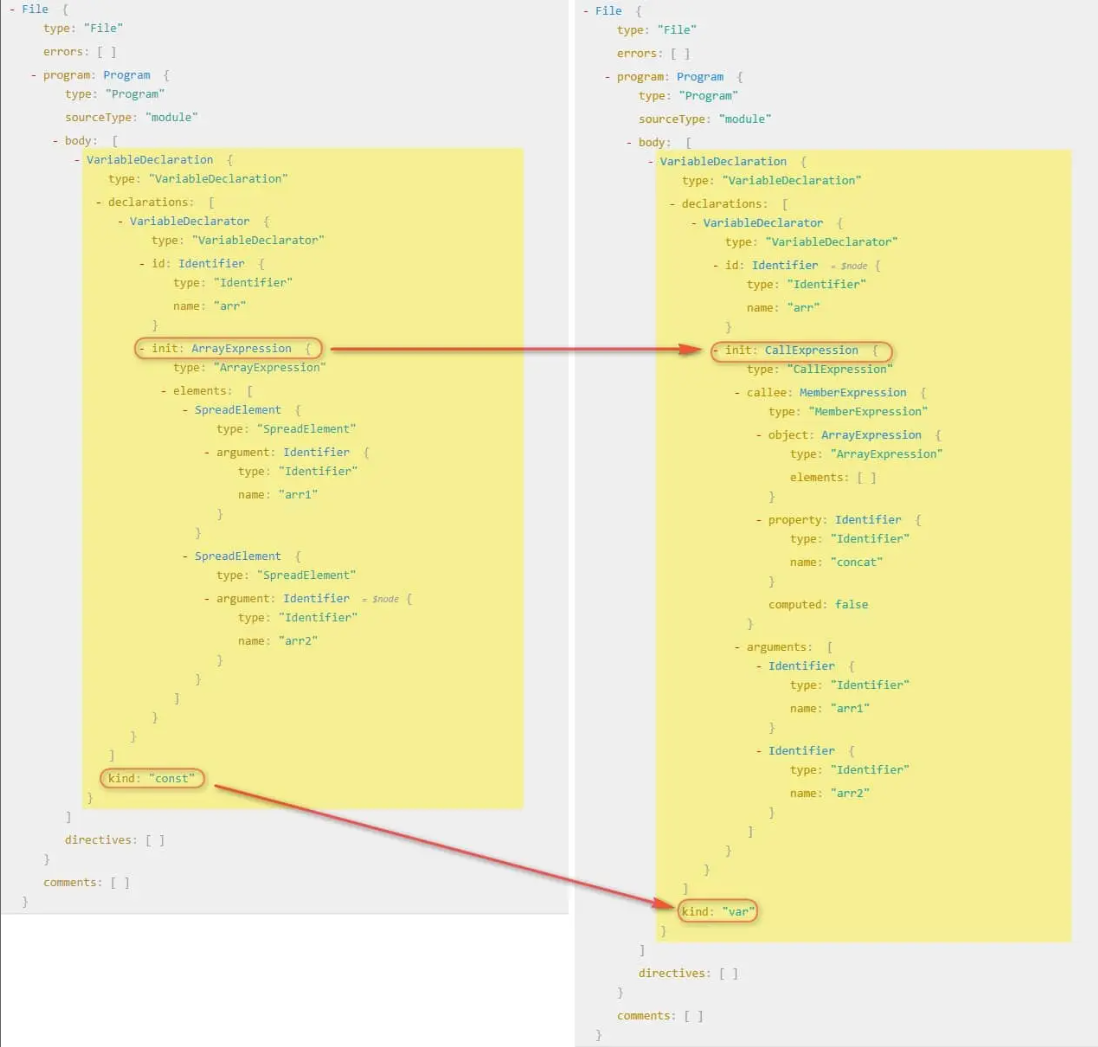 - File {
type: "File"
errors: [ ]
- program: Program {
type: "Program"
sourceType: "module"
- body: [
- VariableDeclaration {
type: "VariableDeclaration"
- declarations: [
- VariableDeclarator {
type: "VariableDeclarator"
- id: Identifier {
type: "Identifier"
name: "arr"
}
- init: ArrayExpression {
type: "ArrayExpression"
- elements: [
- SpreadElement {
type: "SpreadElement"
- argument: Identifier {
type: "Identifier"
name: "arr1"
}
}
- SpreadElement {
type: "SpreadElement"
- argument: Identifier = $node {
type: "Identifier"
name: "arr2"
}
}
]
}
}
]
kind: "const"
}
]
directives: [ ]
}
comments: [ ]
}
- File {
type: "File"
errors: [ ]
- program: Program {
type: "Program"
sourceType: "module"
- body: [
- VariableDeclaration {
type: "VariableDeclaration"
- declarations: [
- VariableDeclarator {
type: "VariableDeclarator"
- id: Identifier = $node {
type: "Identifier"
name: "arr"
}
- init: CallExpression {
type: "CallExpression"
- callee: MemberExpression {
type: "MemberExpression"
- object: ArrayExpression {
type: "ArrayExpression"
elements: [ ]
}
- property: Identifier {
type: "Identifier"
name: "concat"
}
computed: false
}
- arguments: [
- Identifier {
type: "Identifier"
name: "arr1"
}
- Identifier {
type: "Identifier"
name: "arr2"
}
]
}
}
]
kind: "var"
}
]
directives: [ ]
}
comments: [ ]
}